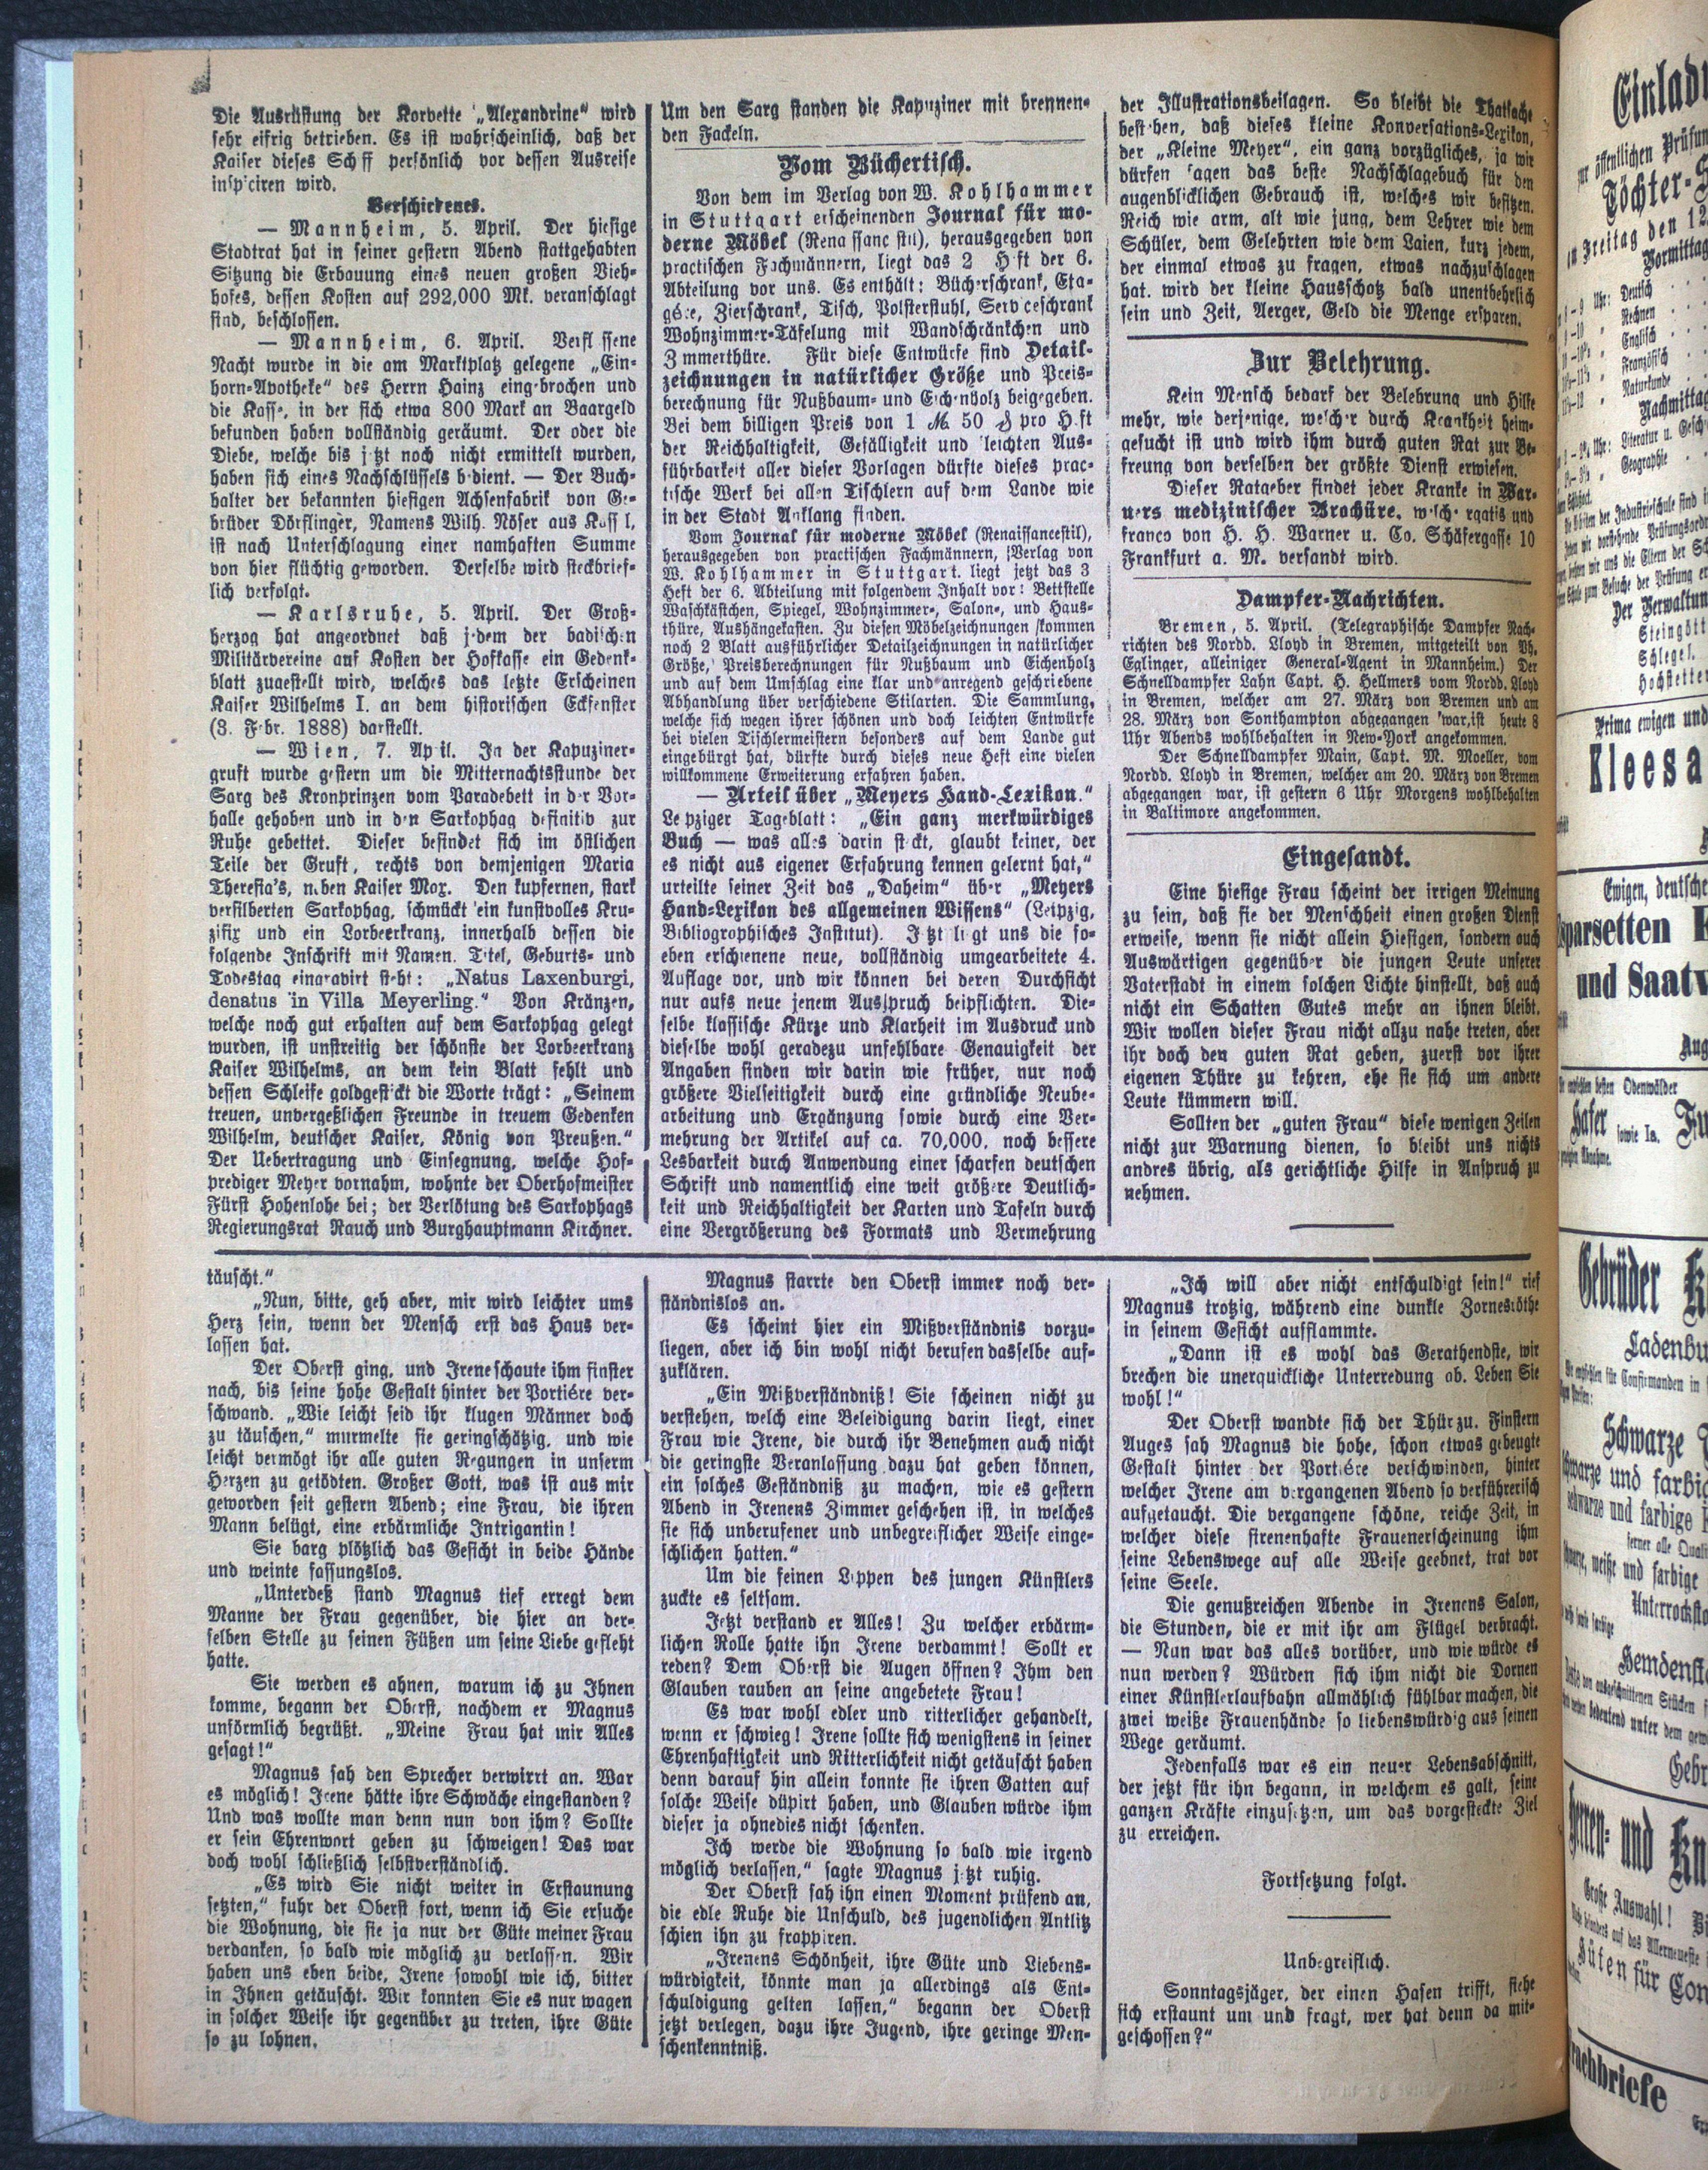 Die Ausrüstung der Korvette „Alexandrine“ wird
sehr eifrig betrieben. Es ist wahrscheinlich, daß der
Kaiser dieses Sch ff persönlich vor dessen Ausreise
insp'ciren wird.
Verschiedenes.
— Mannheim, 5. April. Der hiesige
Stadtrat hat in seiner gestern Abend stattgehabten
Sitzung die Erbauung eines neuen großen Vieh-
hofes, dessen Kosten auf 292,000 Mk. veranschlagt
sind, beschlossen.
— Mannheim, 6. April. Verfl ssene
Nacht wurde in die am Marktplatz gelegene „Ein-
horn-Apotheke“ des Herrn Hainz eing brochen und
die Kasse, in der sich etwa 800 Mark an Baargeld
befunden haben vollständig geräumt. Der oder die
Diebe, welche bis j tzt noch nicht ermittelt wurden,
haben sich eines Nachschlüssels b dient. — Der Buch-
halter der bekannten hiesigen Achsenfabrik von Ge-
brüder Dörflinger, Namens Wilh. Nöser aus Kass l,
ist nach Unterschlagung einer namhaften Summe
von hier flüchtig geworden. Derselbe wird steckbrief-
lich verfolgt.
— Karlsruhe, 5. April. Der Groß-
herzog hat angeordnet daß j dem der badischen
Militärvereine auf Kosten der Hofkasse ein Gedenk-
blatt zugestellt wird, welches das letzte Erscheinen
Kaiser Wilhelms I. an dem historischen Eckfenster
(3. F br. 1888) darstellt.
— Wien, 7. Ap il. In der Kapuziner-
gruft wurde gestern um die Mitternachtsstunde der
Sarg des Kronprinzen vom Paradebett in der Vor-
halle gehoben und in den Sarkophag definitiv zur
Ruhe gebettet. Dieser befindet sich im östlichen
Teile der Gruft, rechts von demjenigen Maria
Theresia's, neben Kaiser Max. Den kupfernen, stark
versilberten Sarkophag, schmückt ein kunstvolles Kru-
zifix und ein Lorbeerkranz, innerhalb dessen die
folgende Inschrift mit Namen, Titel, Geburts- und
Todestag eingravirt steht: „Natus Laxenburgi,
denatus in Villa Meyerling.“ Von Kränzen,
welche noch gut erhalten auf dem Sarkophag gelegt
wurden, ist unstreitig der schönste der Lorbeerkranz
Kaiser Wilhelms, an dem kein Blatt fehlt und
dessen Schleife goldgestickt die Worte trägt: „Seinem
treuen, unvergeßlichen Freunde in treuem Gedenken
Wilhelm, deutscher Kaiser, König von Preußen.“
Der Uebertragung und Einsegnung, welche Hof-
prediger Meyer vornahm, wohnte der Oberhofmeister
Fürst Hohenlohe bei; der Verlötung des Sarkophags
Regierungsrat Rauch und Burghauptmann Kirchner.
Um den Sarg standen die Kapuziner mit brennen-
den Fackeln.
Vom Büchertisch.
Von dem im Verlag von W. Kohlhammer
in Stuttgart erscheinenden Journal für mo-
derne Möbel (Rena ssanc stil), herausgegeben von
practischen Fachmännern, liegt das 2 H ft der 6.
Abteilung vor uns. Es enthält: Bücherschrank, Eta-
gère, Zierschrank, Tisch, Polsterstuhl, Serv ceschrank
Wohnzimmer-Täfelung mit Wandschränkchen und
Z mmerthüre. Für diese Entwürfe sind Detail-
zeichnungen in natürlicher Größe und Preis-
berechnung für Nußbaum- und Eichenholz beigegeben.
Bei dem billigen Preis von 1 ℳ 50 ₰ pro H ft
der Reichhaltigkeit, Gefälligkeit und leichten Aus-
führbarkeit aller dieser Vorlagen dürfte dieses prac-
tische Werk bei allen Tischlern auf dem Lande wie
in der Stadt Anklang finden.
Vom Journal für moderne Möbel (Renaissancestil),
herausgegeben von practischen Fachmännern, Verlag von
W. Kohlhammer in Stuttgart. liegt jetzt das 3
Heft der 6. Abteilung mit folgendem Inhalt vor: Bettstelle
Waschkästchen, Spiegel, Wohnzimmer-, Salon-, und Haus-
thüre, Aushängekasten. Zu diesen Möbelzeichnungen kommen
noch 2 Blatt ausführlicher Detailzeichnungen in natürlicher
Größe, Preisberechnungen für Nußbaum und Eichenholz
und auf dem Umschlag eine klar und anregend geschriebene
Abhandlung über verschiedene Stilarten. Die Sammlung,
welche sich wegen ihrer schönen und doch leichten Entwürfe
bei vielen Tischlermeistern besonders auf dem Lande gut
eingebürgt hat, dürfte durch dieses neue Heft eine vielen
willkommene Erweiterung erfahren haben.
— Arteil über „Meyers Hand-Lexikon.“
Le pziger Tageblatt: „Ein ganz merkwürdiges
Buch — was alles darin steckt, glaubt keiner, der
es nicht aus eigener Erfahrung kennen gelernt hat,“
urteilte seiner Zeit das „Daheim“ über „Meyers
Hand-Lexikon des allgemeinen Wissens“ (Leipzig,
Bibliographisches Institut). J tzt li gt uns die so-
eben erschienene neue, vollständig umgearbeitete 4.
Auflage vor, und wir können bei deren Durchsicht
nur aufs neue jenem Ausspruch beipflichten. Die-
selbe klassische Kürze und Klarheit im Ausdruck und
dieselbe wohl geradezu unfehlbare Genauigkeit der
Angaben finden wir darin wie früher, nur noch
größere Vielseitigkeit durch eine gründliche Neube-
arbeitung und Ergänzung sowie durch eine Ver-
mehrung der Artikel auf ca. 70,000, noch bessere
Lesbarkeit durch Anwendung einer scharfen deutschen
Schrift und namentlich eine weit größere Deutlich-
keit und Reichhaltigkeit der Karten und Tafeln durch
eine Vergrößerung des Formats und Vermehrung
der Illustrationsbeilagen. So bleibt die Thatsache
best hen, daß dieses kleine Konversations-Lexikon,
der „Kleine Meyer“, ein ganz vorzügliches, ja wir
dürfen sagen das beste Nachschlagebuch für den
augenblicklichen Gebrauch ist, welches wir besitzen.
Reich wie arm, alt wie jung, dem Lehrer wie dem
Schüler, dem Gelehrten wie dem Laien, kurz jedem,
der einmal etwas zu fragen, etwas nachzuschlagen
hat. wird der kleine Hausschatz bald unentbehrlich
sein und Zeit, Aerger, Geld die Menge ersparen.
Zur Belehrung.
Kein Mensch bedarf der Belehrung und Hilfe
mehr, wie derjenige, welcher durch Krankheit heim-
gesucht ist und wird ihm durch guten Rat zur Be-
freung von derselben der größte Dienst erwiesen.
Dieser Ratgeber findet jeder Kranke in War-
ners medizinischer Brochüre, welche gratis und
franco von H. H. Warner u. Co. Schäfergasse 10
Frankfurt a. M. versandt wird.
Dampfer-Nachrichten.
Bremen, 5. April. (Telegraphische Dampfer Nach-
richten des Nordd. Lloyd in Bremen, mitgeteilt von Ph.
Eglinger, alleiniger General-Agent in Mannheim.) Der
Schnelldampfer Lahn Capt. H. Hellmers vom Nordd. Lloyd
in Bremen, welcher am 27. März von Bremen und am
28. März von Sonthampton abgegangen war, ist heute 8
Uhr Abends wohlbehalten in New-York angekommen.
Der Schnelldampfer Main, Capt. M. Moeller, vom
Nordd. Lloyd in Bremen, welcher am 20. März von Bremen
abgegangen war, ist gestern 6 Uhr Morgens wohlbehalten
in Baltimore angekommen.
Eingesandt.
Eine hiesige Frau scheint der irrigen Meinung
zu sein, daß sie der Menschheit einen großen Dienst
erweise, wenn sie nicht allein Hiesigen, sondern auch
Auswärtigen gegenüber die jungen Leute unserer
Vaterstadt in einem solchen Lichte hinstellt, daß auch
nicht ein Schatten Gutes mehr an ihnen bleibt.
Wir wollen dieser Frau nicht allzu nahe treten, aber
ihr doch den guten Rat geben, zuerst vor ihrer
eigenen Thüre zu kehren, ehe sie sich um andere
Leute kümmern will.
Sollten der „guten Frau“ diese wenigen Zeilen
nicht zur Warnung dienen, so bleibt uns nichts
andres übrig, als gerichtliche Hilfe in Anspruch zu
nehmen.
täuscht.“
„Nun, bitte, geh aber, mir wird leichter ums
Herz sein, wenn der Mensch erst das Haus ver-
lassen hat.
Der Oberst ging, und Irene schaute ihm finster
nach, bis seine hohe Gestalt hinter der Portiére ver-
schwand. „Wie leicht seid ihr klugen Männer doch
zu täuschen,“ murmelte sie geringschätzig, und wie
leicht vermögt ihr alle guten Regungen in unserm
Herzen zu getödten. Großer Gott, was ist aus mir
geworden seit gestern Abend; eine Frau, die ihren
Mann belügt, eine erbärmliche Intrigantin!
Sie barg plötzlich das Gesicht in beide Hände
und weinte fassungslos.
„Unterdeß stand Magnus tief erregt dem
Manne der Frau gegenüber, die hier an der-
selben Stelle zu seinen Füßen um seine Liebe gefleht
hatte.
Sie werden es ahnen, warum ich zu Ihnen
komme, begann der Oberst, nachdem er Magnus
unförmlich begrüßt. „Meine Frau hat mir Alles
gesagt!“
Magnus sah den Sprecher verwirrt an. War
es möglich! Irene hätte ihre Schwäche eingestanden?
Und was wollte man denn nun von ihm? Sollte
er sein Ehrenwort geben zu schweigen! Das war
doch wohl schließlich selbstverständlich.
„Es wird Sie nicht weiter in Erstaunung
setzten,“ fuhr der Oberst fort, wenn ich Sie ersuche
die Wohnung, die sie ja nur der Güte meiner Frau
verdanken, so bald wie möglich zu verlassen. Wir
haben uns eben beide, Irene sowohl wie ich, bitter
in Ihnen getäuscht. Wir konnten Sie es nur wagen
in solcher Weise ihr gegenüber zu treten, ihre Güte
so zu lohnen.
Magnus starrte den Oberst immer noch ver-
ständnislos an.
Es scheint hier ein Mißverständnis vorzu-
liegen, aber ich bin wohl nicht berufen dasselbe auf-
zuklären.
„Ein Mißverständniß! Sie scheinen nicht zu
verstehen, welch eine Beleidigung darin liegt, einer
Frau wie Irene, die durch ihr Benehmen auch nicht
die geringste Veranlassung dazu hat geben können,
ein solches Geständniß zu machen, wie es gestern
Abend in Irenens Zimmer geschehen ist, in welches
sie sich unberufener und unbegreiflicher Weise einge-
schlichen hatten.“
Um die feinen Lippen des jungen Künstlers
zuckte es seltsam.
Jetzt verstand er Alles! Zu welcher erbärm-
lichen Rolle hatte ihn Irene verdammt! Sollt er
reden? Dem Oberst die Augen öffnen? Ihm den
Glauben rauben an seine angebetete Frau!
Es war wohl edler und ritterlicher gehandelt,
wenn er schwieg! Irene sollte sich wenigstens in seiner
Ehrenhaftigkeit und Ritterlichkeit nicht getäuscht haben
denn darauf hin allein konnte sie ihren Gatten auf
solche Weise düpirt haben, und Glauben würde ihm
dieser ja ohnedies nicht schenken.
Ich werde die Wohnung so bald wie irgend
möglich verlassen,“ sagte Magnus jetzt ruhig.
Der Oberst sah ihn einen Moment prüfend an,
die edle Ruhe die Unschuld, des jugendlichen Antlitz
schien ihn zu frappiren.
„Irenens Schönheit, ihre Güte und Liebens-
würdigkeit, könnte man ja allerdings als Ent-
schuldigung gelten lassen,“ begann der Oberst
jetzt verlegen, dazu ihre Jugend, ihre geringe Men-
schenkenntniß.
„Ich will aber nicht entschuldigt sein!“ rief
Magnus trotzig, während eine dunkle Zornesröthe
in seinem Gesicht aufflammte.
„Dann ist es wohl das Gerathendste, wir
brechen die unerquickliche Unterredung ab. Leben Sie
wohl!“
Der Oberst wandte sich der Thür zu. Finstern
Auges sah Magnus die hohe, schon etwas gebeugte
Gestalt hinter der Portiére verschwinden, hinter
welcher Irene am vergangenen Abend so verführerisch
aufgetaucht. Die vergangene schöne, reiche Zeit, in
welcher diese sirenenhafte Frauenerscheinung ihm
seine Lebenswege auf alle Weise geebnet, trat vor
seine Seele.
Die genußreichen Abende in Irenens Salon,
die Stunden, die er mit ihr am Flügel verbracht.
— Nun war das alles vorüber, und wie würde es
nun werden? Würden sich ihm nicht die Dornen
einer Künstlerlaufbahn allmählich fühlbar machen, die
zwei weiße Frauenhände so liebenswürdig aus seinen
Wege geräumt.
Jedenfalls war es ein neuer Lebensabschnitt,
der jetzt für ihn begann, in welchem es galt, seine
ganzen Kräfte einzusetzen, um das vorgesteckte Ziel
zu erreichen.
Fortsetzung folgt.
Unbegreiflich.
Sonntagsjäger, der einen Hasen trifft, siehe
sich erstaunt um und fragt, wer hat denn da mit-
geschossen?“
zur öffentlichen
Töchter-
Freitag den 12
Vormittag
8 – 9 Uhr: Deutsch
Rechnen
Englisch
Französisch
Naturkunde
Nachmittag
Uhr: Literatur u.
Geographie
Der
Schlegel.
Hochstetter
Prima ewigen und
Kleesa
Ewigen, deutsche
und Saatw
Aug
Hafer sowie Ia.
Gebrüder K
Ladenbu
Schwarze
und farbig
schwarze und farbige
ferner alle
weiße und farbige
Unterrocksto
Gebr
Herren- und Kn
Große Auswahl!
Hüten für Con